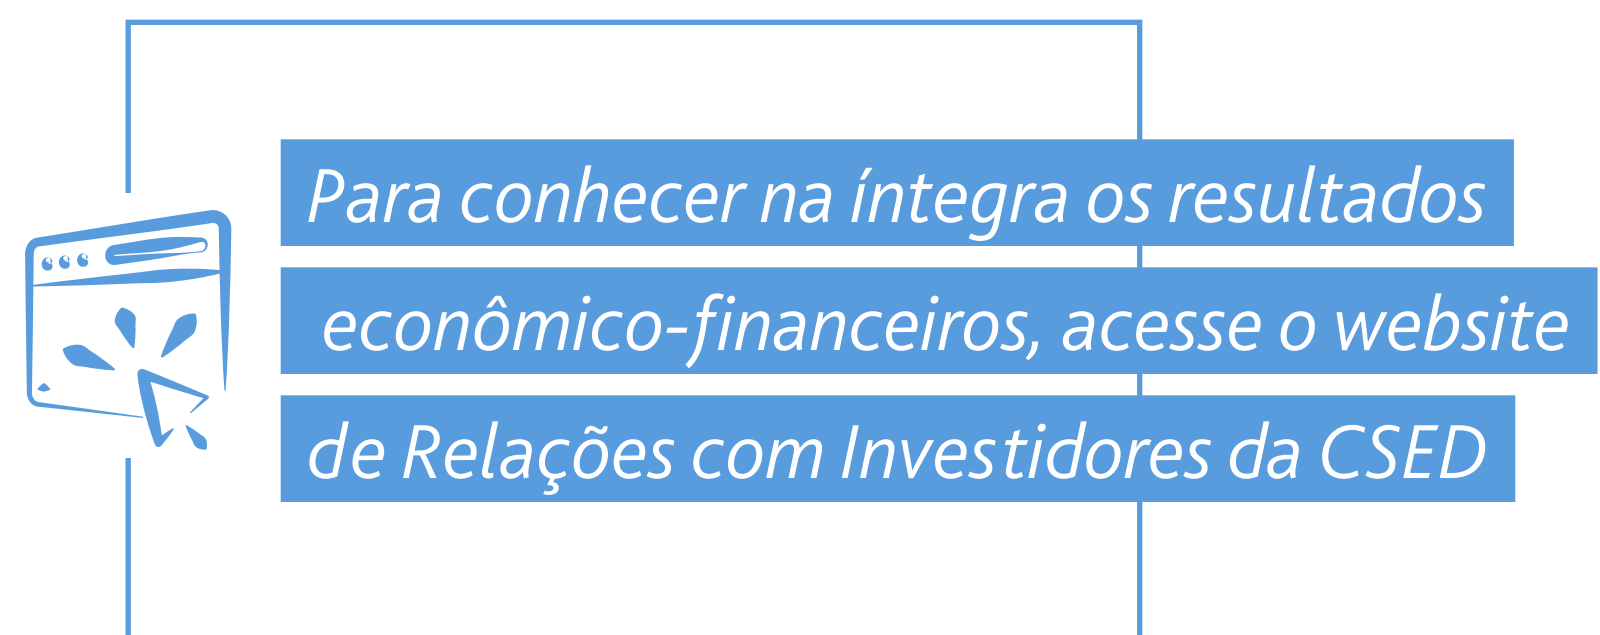 Para conhecer na íntegra os resultados
econômico-financeiros, acesse o website
de Relações com Investidores da CSED